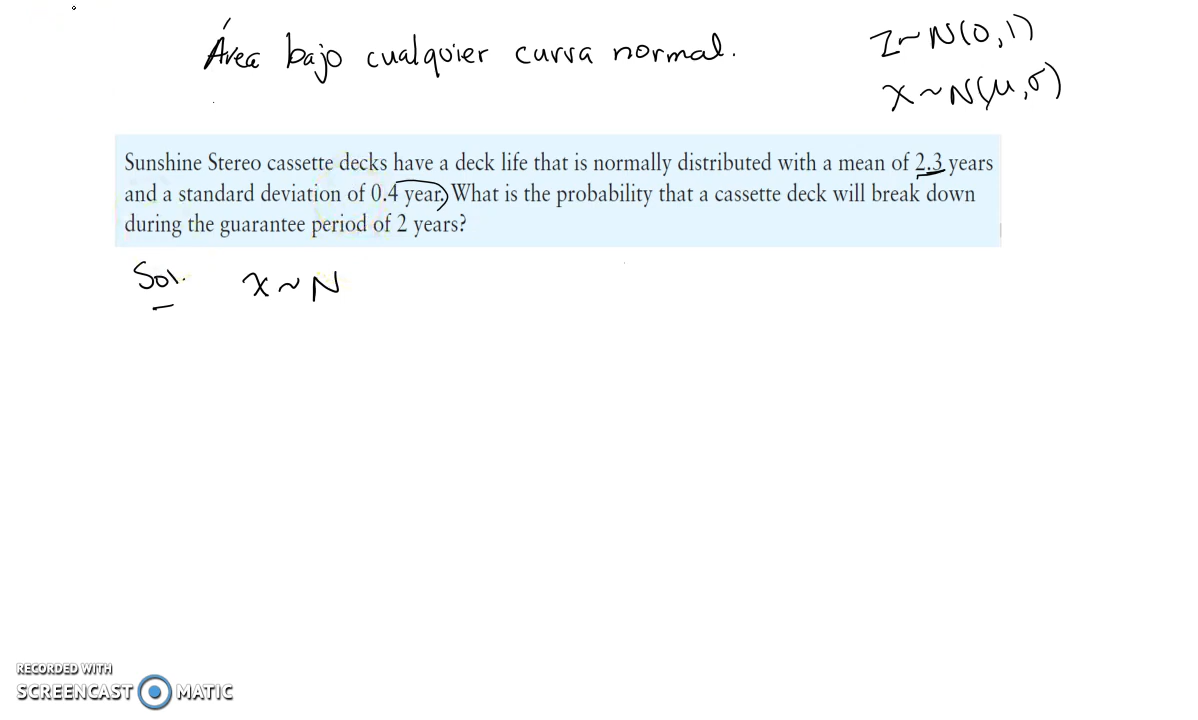 Área bajo cualquier curva normal.
Z~N(0,1)
X~N(μ,σ)
Sunshine Stereo cassette decks have a deck life that is normally distributed with a mean of 2.3 years
and a standard deviation of 0.4 year. What is the probability that a cassette deck will break down
during the guarantee period of 2 years?
Sol. X~N
RECORDED WITH
SCREENCAST MATIC